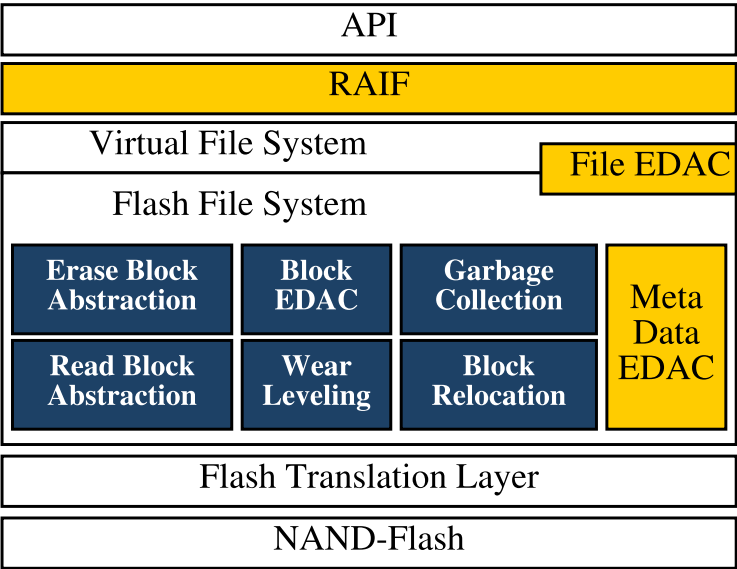 API
RAIF
Virtual File System
File EDAC
Flash File System
Erase Block
Abstraction
Block
EDAC
Garbage
Collection
Meta
Data
EDAC
Read Block
Abstraction
Wear
Leveling
Block
Relocation
Flash Translation Layer
NAND-Flash